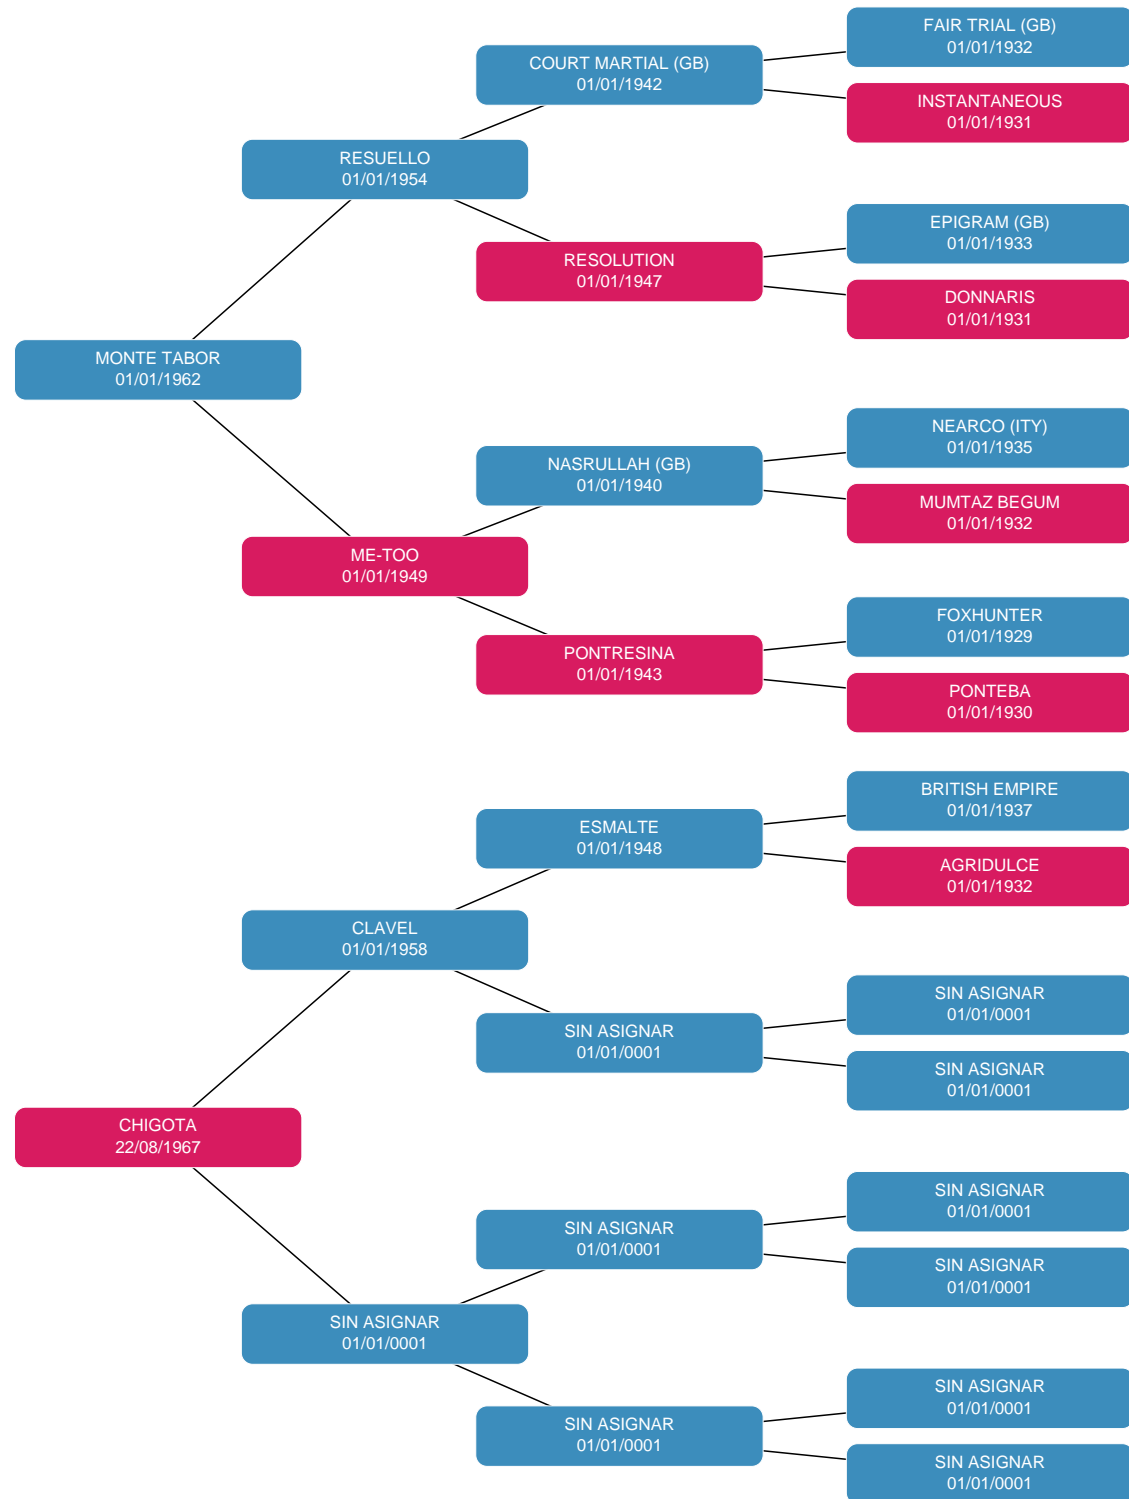 FAIR TRIAL (GB)
01/01/1932
COURT MARTIAL (GB)
01/01/1942
INSTANTANEOUS
01/01/1931
RESUELLO
01/01/1954
EPIGRAM (GB)
01/01/1933
RESOLUTION
01/01/1947
DONNARIS
01/01/1931
MONTE TABOR
01/01/1962
NEARCO (ITY)
01/01/1935
NASRULLAH (GB)
01/01/1940
MUMTAZ BEGUM
01/01/1932
ME-TOO
01/01/1949
FOXHUNTER
01/01/1929
PONTRESINA
01/01/1943
PONTEBA
01/01/1930
BRITISH EMPIRE
01/01/1937
ESMALTE
01/01/1948
AGRIDULCE
01/01/1932
CLAVEL
01/01/1958
SIN ASIGNAR
01/01/0001
SIN ASIGNAR
01/01/0001
SIN ASIGNAR
01/01/0001
CHIGOTA
22/08/1967
SIN ASIGNAR
01/01/0001
SIN ASIGNAR
01/01/0001
SIN ASIGNAR
01/01/0001
SIN ASIGNAR
01/01/0001
SIN ASIGNAR
01/01/0001
SIN ASIGNAR
01/01/0001
SIN ASIGNAR
01/01/0001